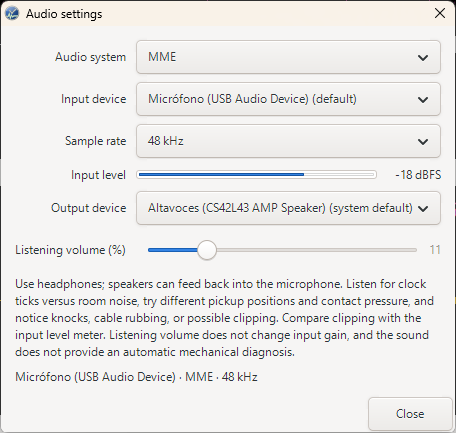 Audio settings
Audio system
MME
Input device
Micrófono (USB Audio Device) (default)
Sample rate
48 kHz
Input level
-18 dBFS
Output device
Altavoces (CS42L43 AMP Speaker) (system default)
Listening volume (%)
11
Use headphones; speakers can feed back into the microphone. Listen for clock
ticks versus room noise, try different pickup positions and contact pressure, and
notice knocks, cable rubbing, or possible clipping. Compare clipping with the
input level meter. Listening volume does not change input gain, and the sound
does not provide an automatic mechanical diagnosis.
Micrófono (USB Audio Device) · MME · 48 kHz
Close